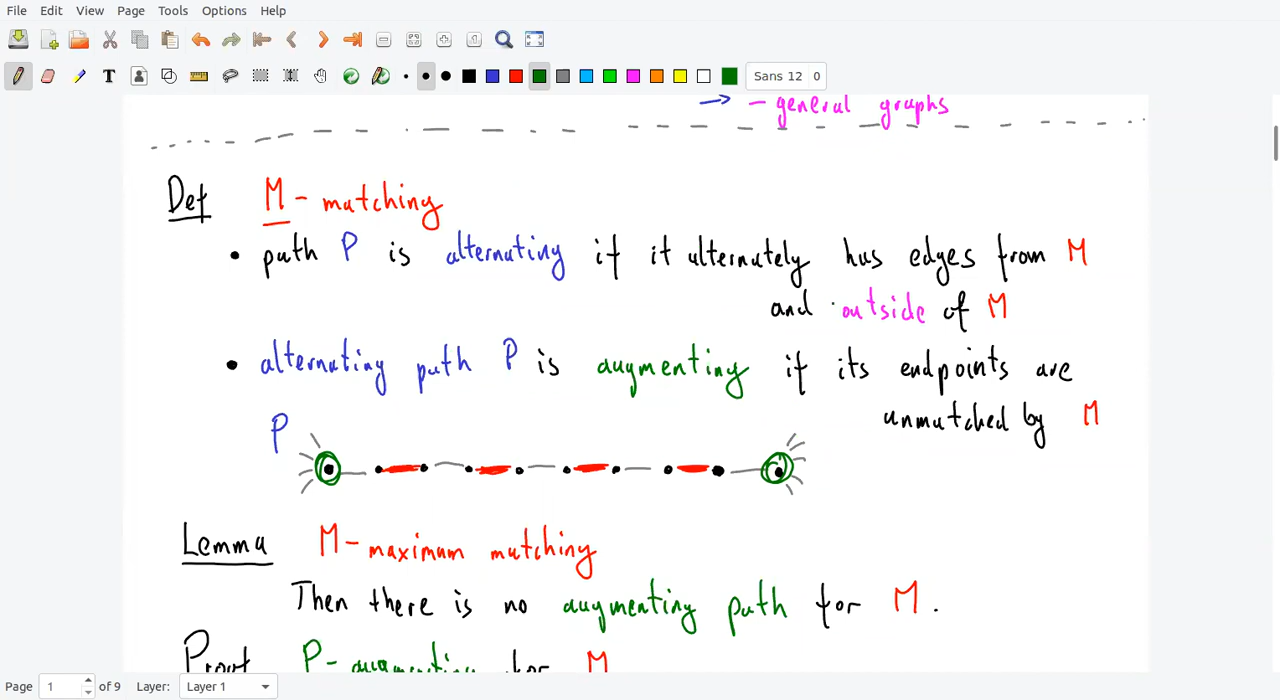 File Edit View Page Tools Options Help
Sans 12 0
→ - general graphs
Def M - matching
• path P is alternating if it alternately has edges from M
and outside of M
• alternating path P is augmenting if its endpoints are
unmatched by M
P
Lemma M - maximum matching
Then there is no augmenting path for M.
Proof P - augmenting for M
Page 1 of 9 Layer: Layer 1